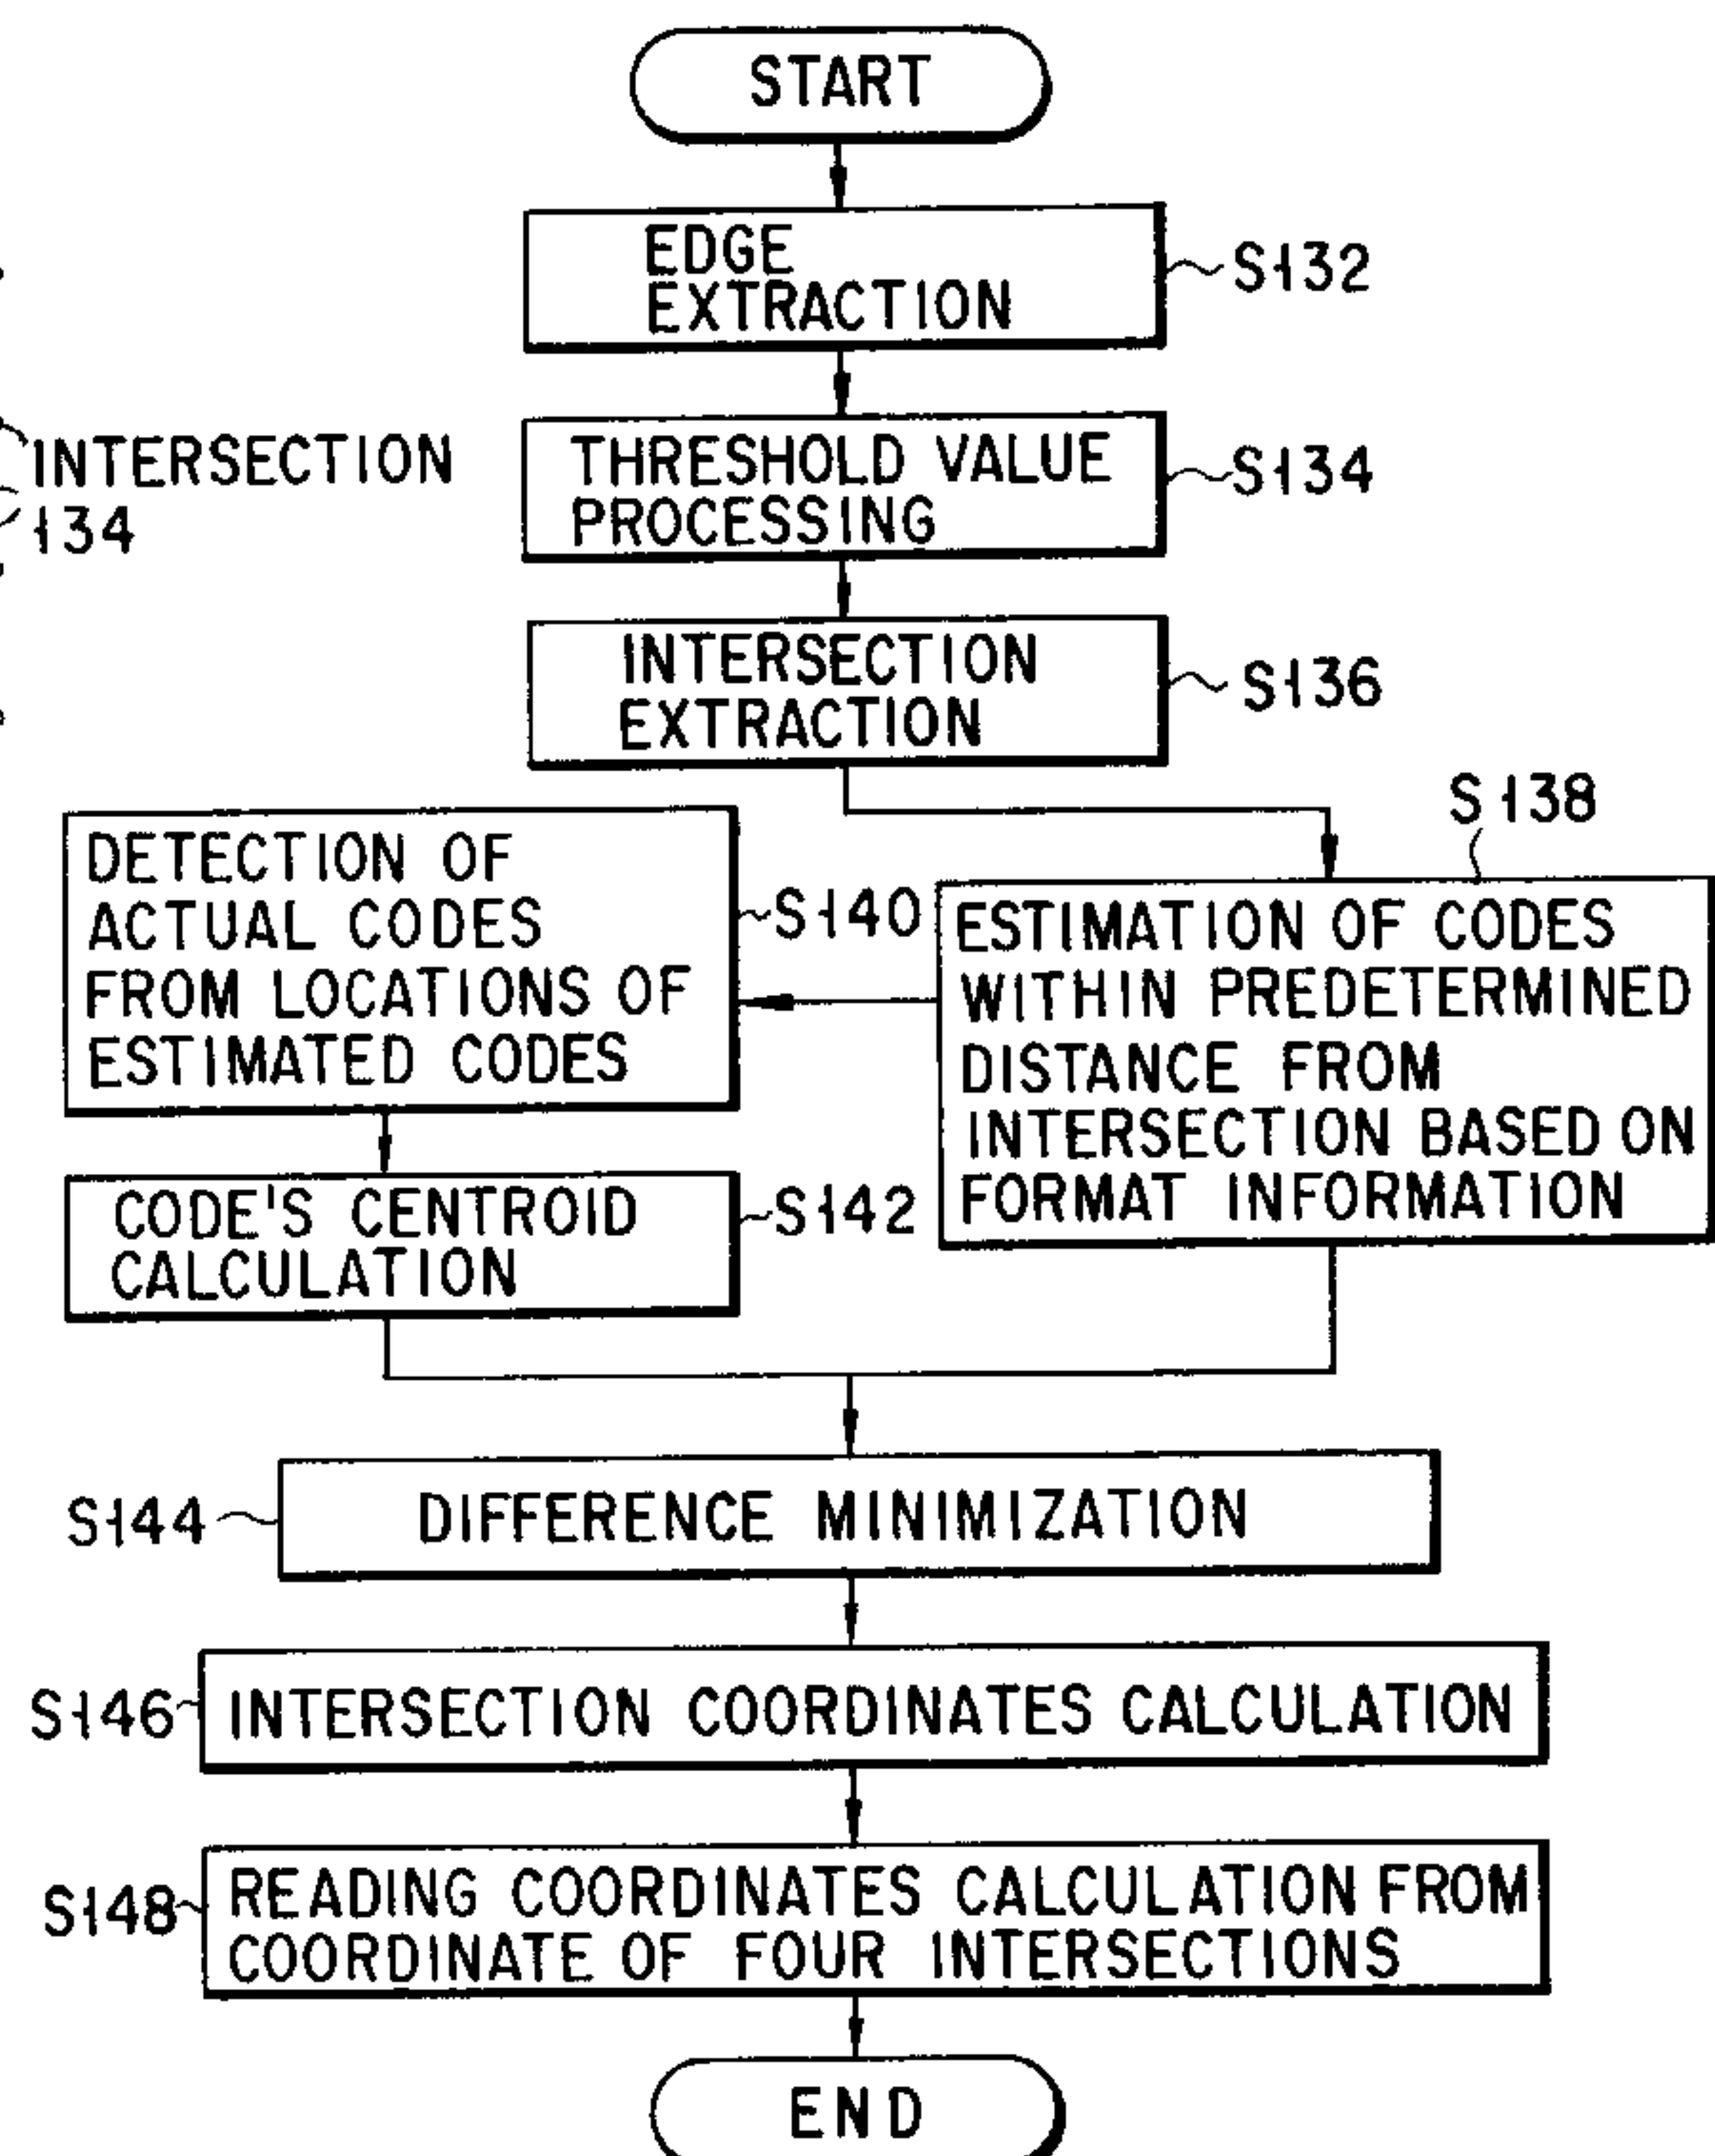 START
EDGE
EXTRACTION
S132
INTERSECTION
134
THRESHOLD VALUE
PROCESSING
S134
INTERSECTION
EXTRACTION
S136
S138
DETECTION OF
ACTUAL CODES
FROM LOCATIONS OF
ESTIMATED CODES
S140
ESTIMATION OF CODES
WITHIN PREDETERMINED
DISTANCE FROM
INTERSECTION BASED ON
FORMAT INFORMATION
CODE'S CENTROID
CALCULATION
S142
S144
DIFFERENCE MINIMIZATION
S146
INTERSECTION COORDINATES CALCULATION
S148
READING COORDINATES CALCULATION FROM
COORDINATE OF FOUR INTERSECTIONS
END